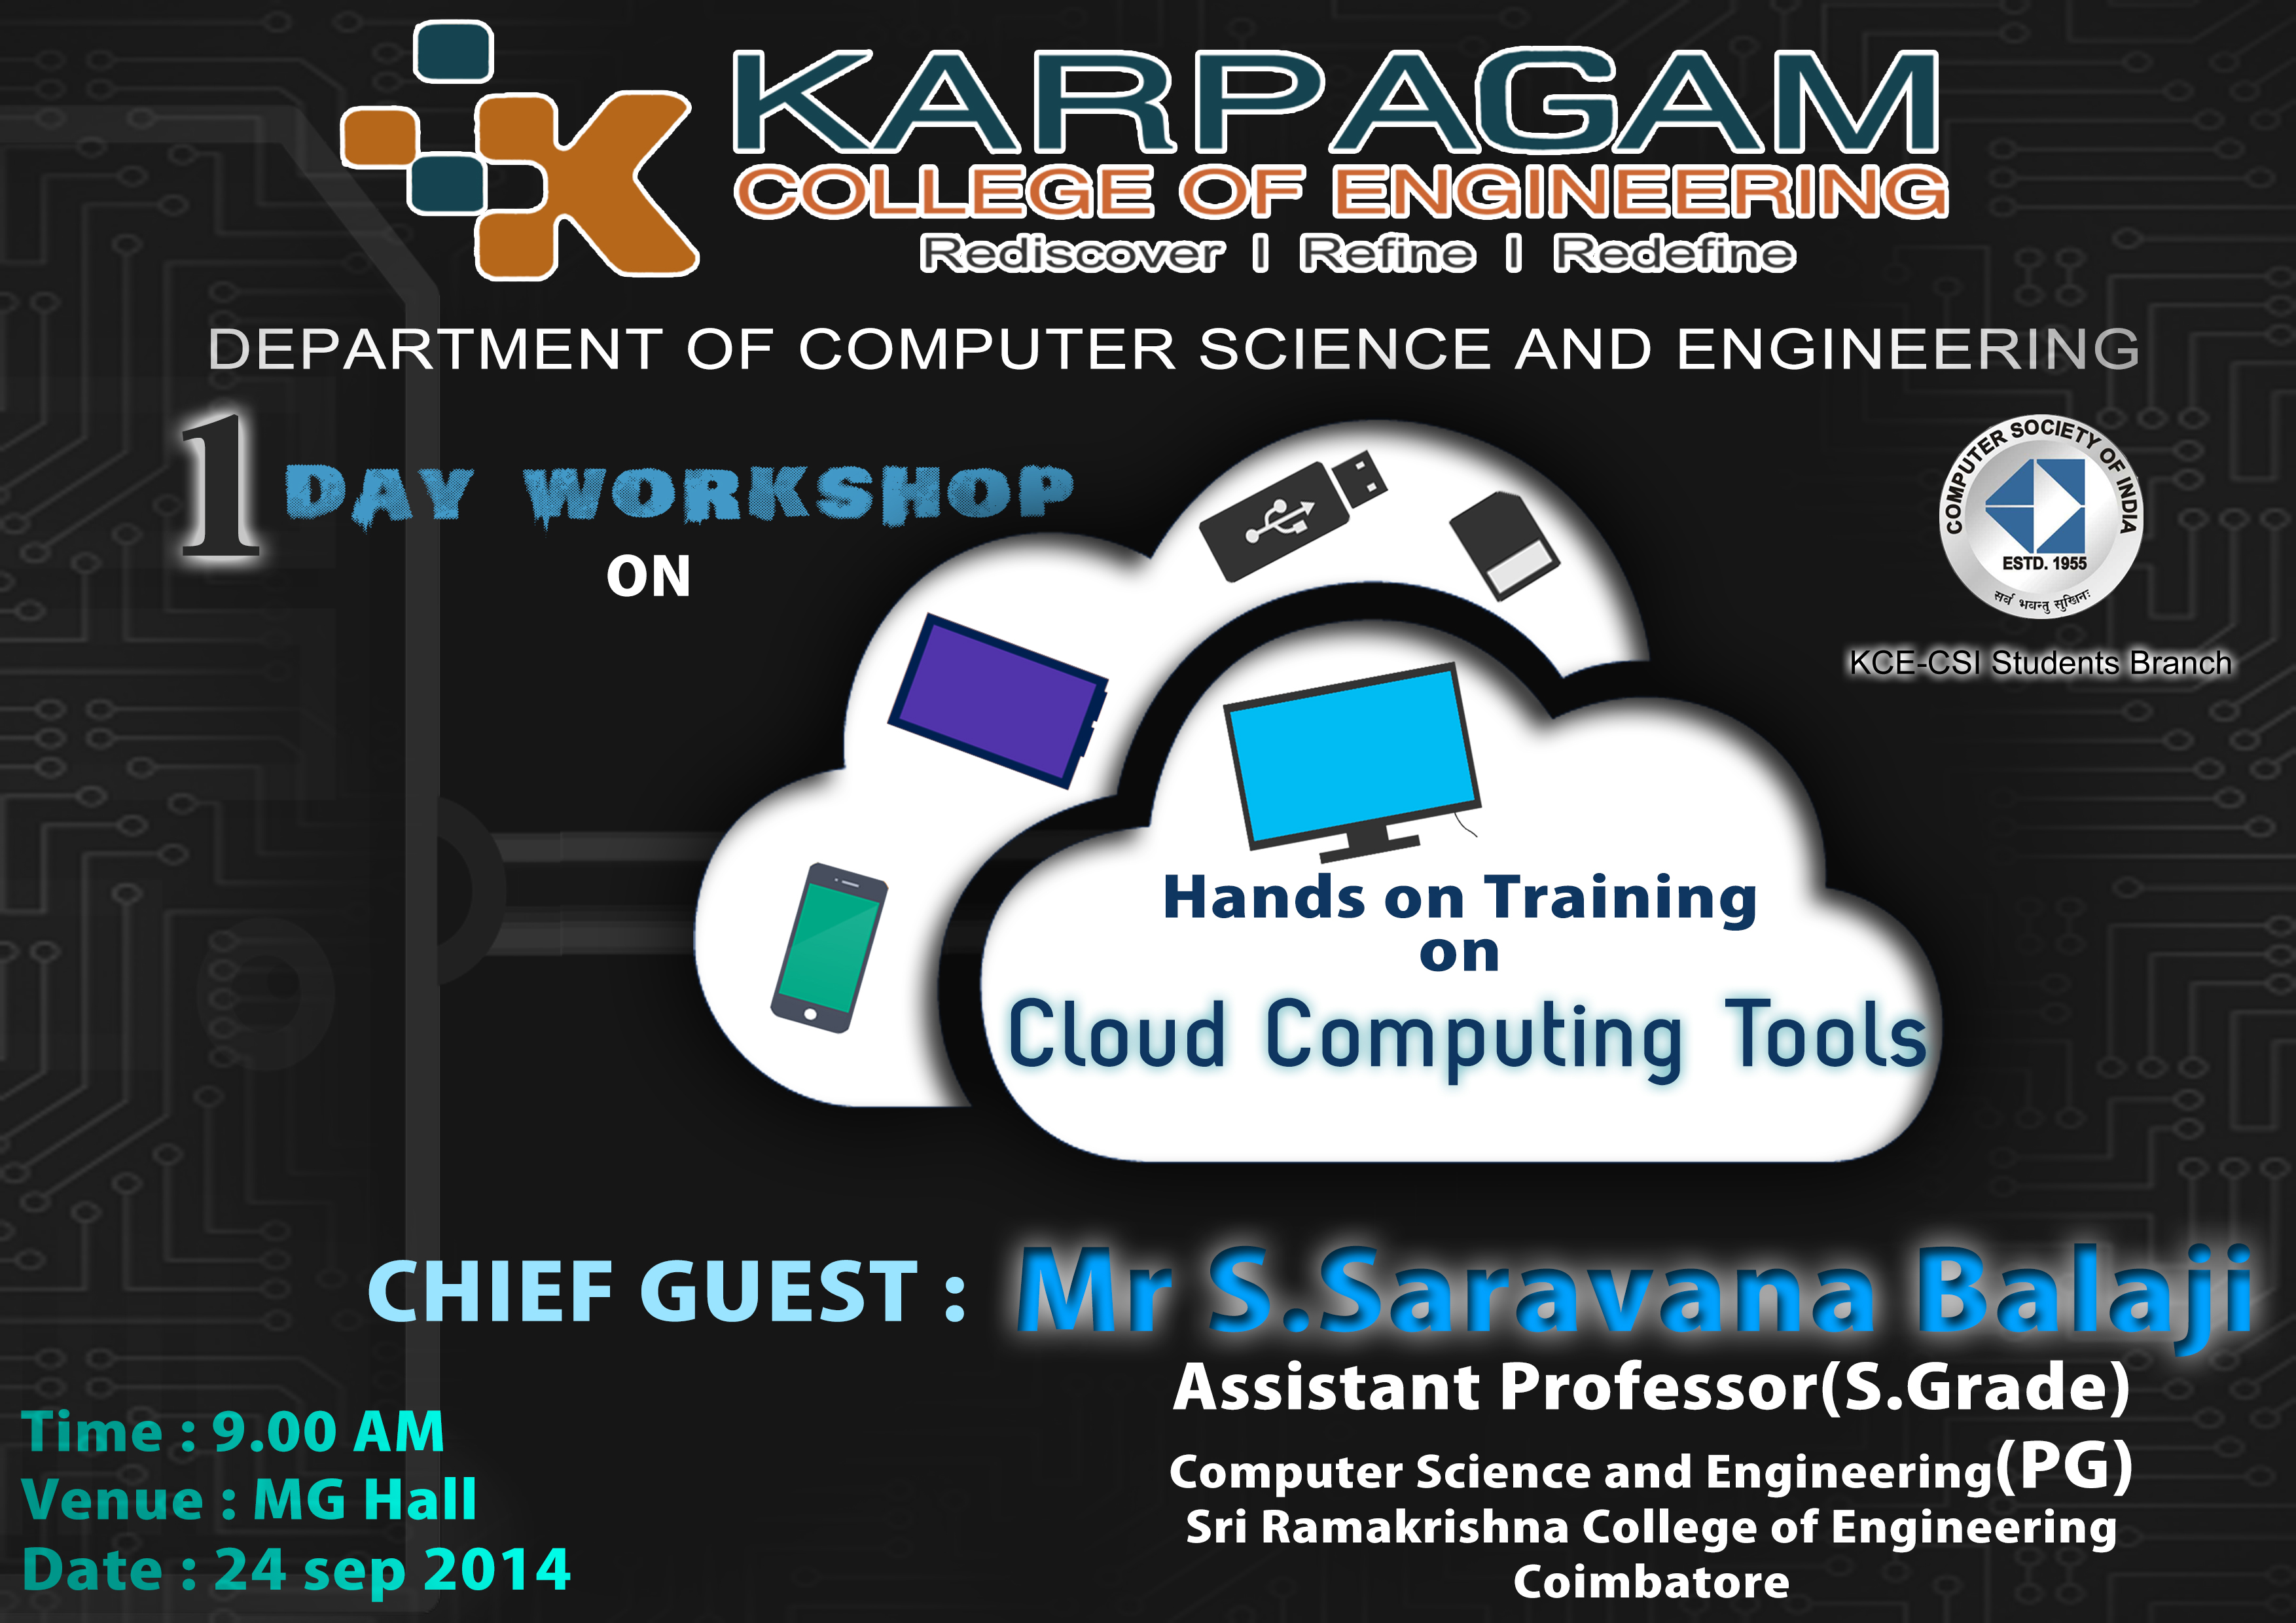 KARPAGAM
COLLEGE OF ENGINEERING
Rediscover I Refine I Redefine
DEPARTMENT OF COMPUTER SCIENCE AND ENGINEERING
1 DAY WORKSHOP
ON
COMPUTER SOCIETY OF INDIA
ESTD. 1955
सर्वे भवन्तु सुखिनः
KCE-CSI Students Branch
Hands on Training
on
Cloud Computing Tools
CHIEF GUEST : Mr S.Saravana Balaji
Assistant Professor(S.Grade)
Computer Science and Engineering(PG)
Sri Ramakrishna College of Engineering
Coimbatore
Time : 9.00 AM
Venue : MG Hall
Date : 24 sep 2014